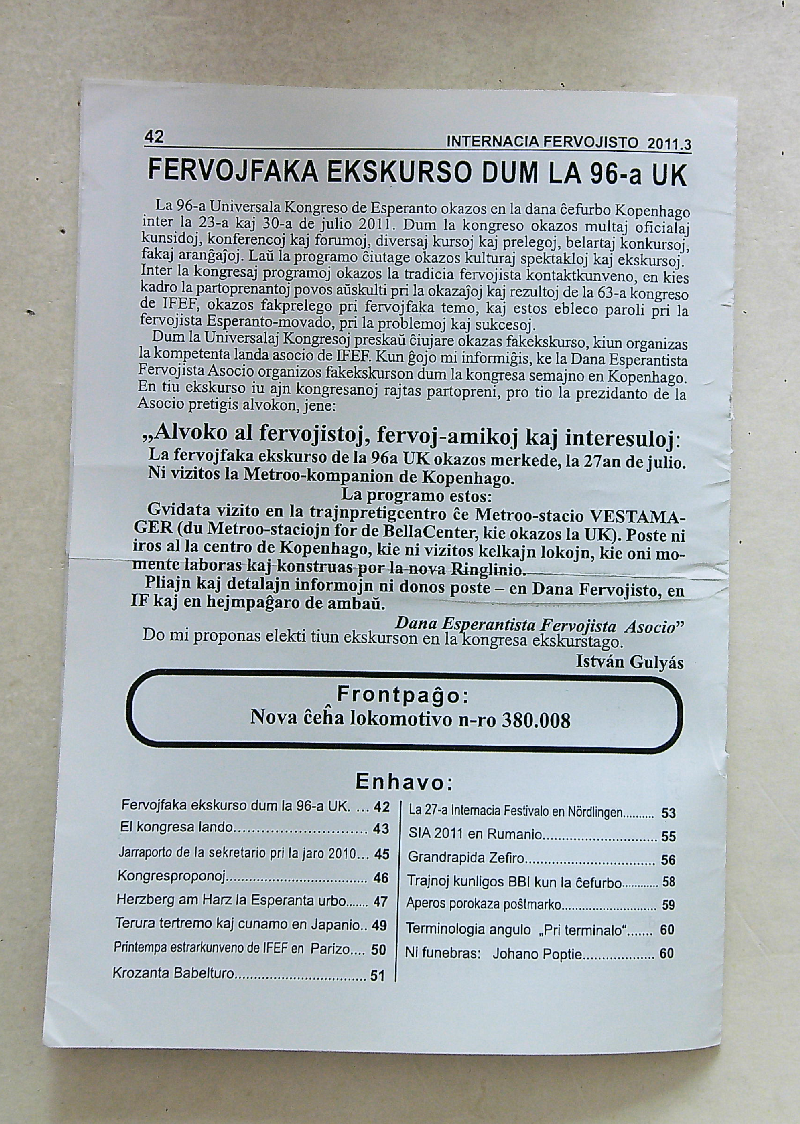 42
INTERNACIA FERVOJISTO 2011.3
FERVOJFAKA EKSKURSO DUM LA 96-a UK
La 96-a Universala Kongreso de Esperanto okazos en la dana ĉefurbo Kopenhago
inter la 23-a kaj 30-a de julio 2011. Dum la kongreso okazos multaj oficialaj
kunsidoj, konferencoj kaj forumoj, diversaj kursoj kaj prelegoj, belartaj konkursoj,
fakaj aranĝajoj. Laŭ la programo ĉiutage okazos kulturaj spektakloj kaj ekskursoj.
Inter la kongresaj programoj okazos la tradicia fervojista kontaktkunveno, en kies
kadro la partoprenantoj povos aŭskulti pri la okazaĵoj kaj rezultoj de la 63-a kongreso
de IFEF, okazos fakprelego pri fervojfaka temo, kaj estos ebleco paroli pri la
fervojista Esperanto-movado, pri la problemoj kaj sukcesoj.
Dum la Universalaj Kongresoj preskaŭ ĉiujare okazas fakekskurso, kiun organizas
la kompetenta landa asocio de IFEF. Kun ĝojo mi informiĝis, ke la Dana Esperantista
Fervojista Asocio organizos fakekskurson dum la kongresa semajno en Kopenhago.
En tiu ekskurso iu ajn kongresanoj rajtas partopreni, pro tio la prezidanto de la
Asocio pretigis alvokon, jene:
„Alvoko al fervojistoj, fervoj-amikoj kaj interesuloj:
La fervojfaka ekskurso de la 96a UK okazos merkede, la 27an de julio.
Ni vizitos la Metroo-kompanion de Kopenhago.
La programo estos:
Gvidata vizito en la trajnpretigcentro ĉe Metroo-stacio VESTAMA-
GER (du Metroo-staciojn for de BellaCenter, kie okazos la UK). Poste ni
iros al la centro de Kopenhago, kie ni vizitos kelkajn lokojn, kie oni mo-
mente laboras kaj konstruas por la nova Ringlinio.
Pliajn kaj detalajn informojn ni donos poste – en Dana Fervojisto, en
IF kaj en hejmpaĝaro de ambaŭ.
Dana Esperantista Fervojista Asocio”
Do mi proponas elekti tiun ekskurson en la kongresa ekskurstago.
István Gulyás
Frontpaĝo:
Nova ĉeĥa lokomotivo n-ro 380.008
Enhavo:
Fervojfaka ekskurso dum la 96-a UK. ... 42
El kongresa lando................................. 43
Jarraporto de la sekretario pri la jaro 2010... 45
Kongresproponoj................................... 46
Herzberg am Harz la Esperanta urbo...... 47
Terura tertremo kaj cunamo en Japanio.. 49
Printempa estrarkunveno de IFEF en Parizo.... 50
Krozanta Babelturo................................. 51
La 27-a Internacia Festivalo en Nördlingen.......... 53
SIA 2011 en Rumanio............................ 55
Grandrapida Zefiro................................ 56
Trajnoj kunligos BBI kun la ĉefurbo............ 58
Aperos porokaza poŝtmarko........................ 59
Terminologia angulo „Pri terminalo“....... 60
Ni funebras: Johano Poptie.................... 60